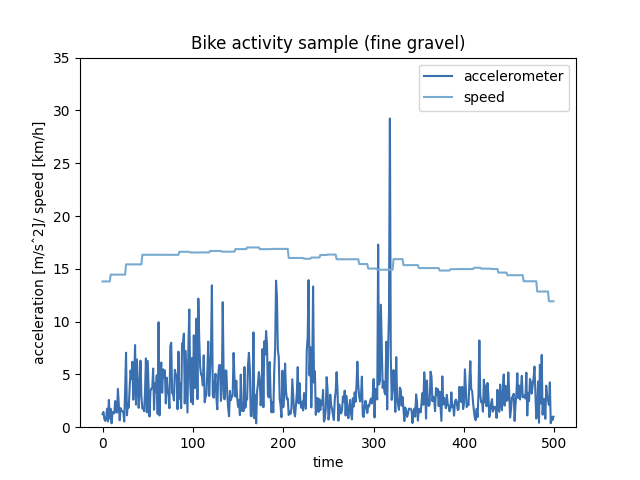 Bike activity sample (fine gravel)
accelerometer
speed
acceleration [m/s^2]/ speed [km/h]
35
30
25
20
15
10
5
0
0 100 200 300 400 500
time